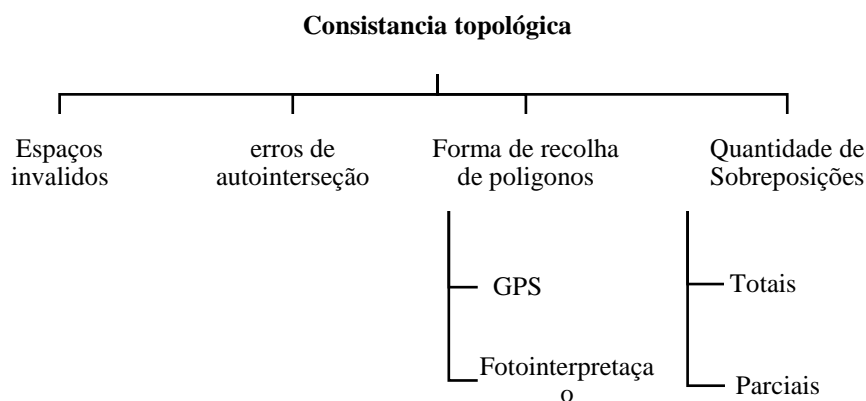 Consistancia topológica
Espaços
invalidos
erros de
autointerseção
Forma de recolha
de poligonos
Quantidade de
Sobreposições
GPS
Fotointerpretaça
o
Totais
Parciais